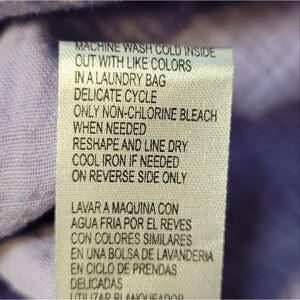 MACHINE WASH COLD INSIDE
OUT WITH LIKE COLORS
IN A LAUNDRY BAG
DELICATE CYCLE
ONLY NON-CHLORINE BLEACH
WHEN NEEDED
RESHAPE AND LINE DRY
COOL IRON IF NEEDED
ON REVERSE SIDE ONLY
LAVAR A MAQUINA CON
AGUA FRIA POR EL REVES
CON COLORES SIMILARES
EN UNA BOLSA DE LAVANDERIA
EN CICLO DE PRENDAS
DELICADAS
UTILIZAR BLANQUEADOR